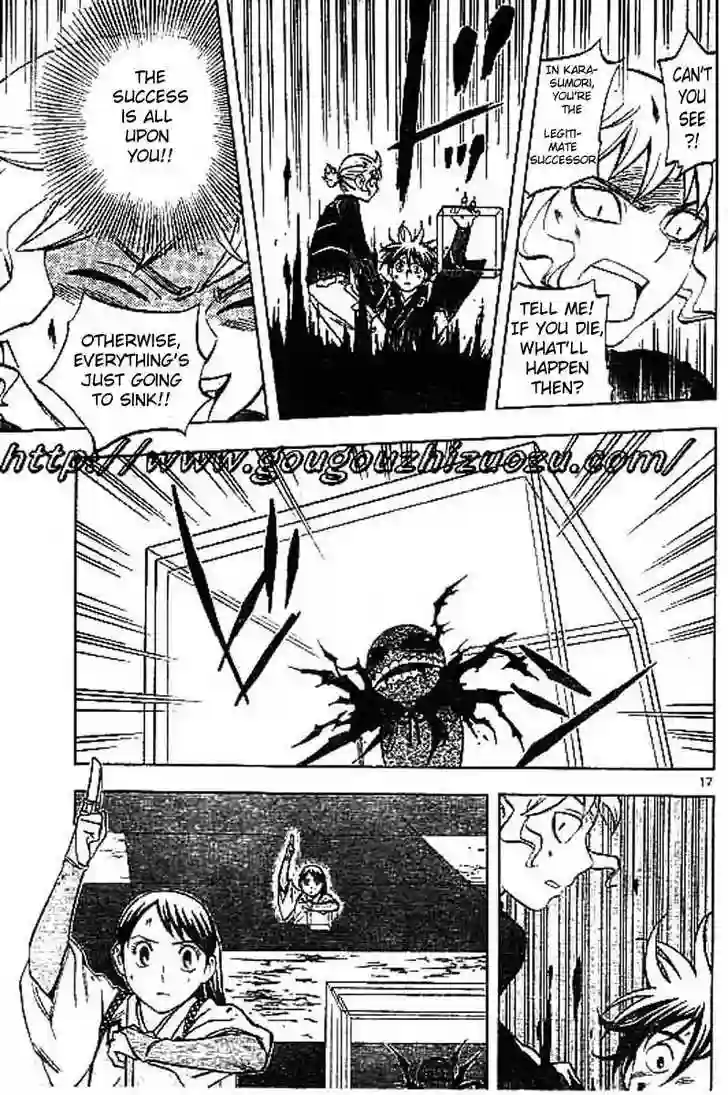 CAN'T
YOU
SEE
?!
IN KARA-
SUMORI,
YOU'RE
THE
LEGITI-
MATE
SUCCESSOR
TELL ME!
IF YOU DIE,
WHAT'LL
HAPPEN
THEN?
ドッ
THE
SUCCESS
IS ALL
UPON
YOU!!
OTHERWISE,
EVERYTHING'S
JUST GOING
TO SINK!!
http://www.gougouzhizuozu.com/
17